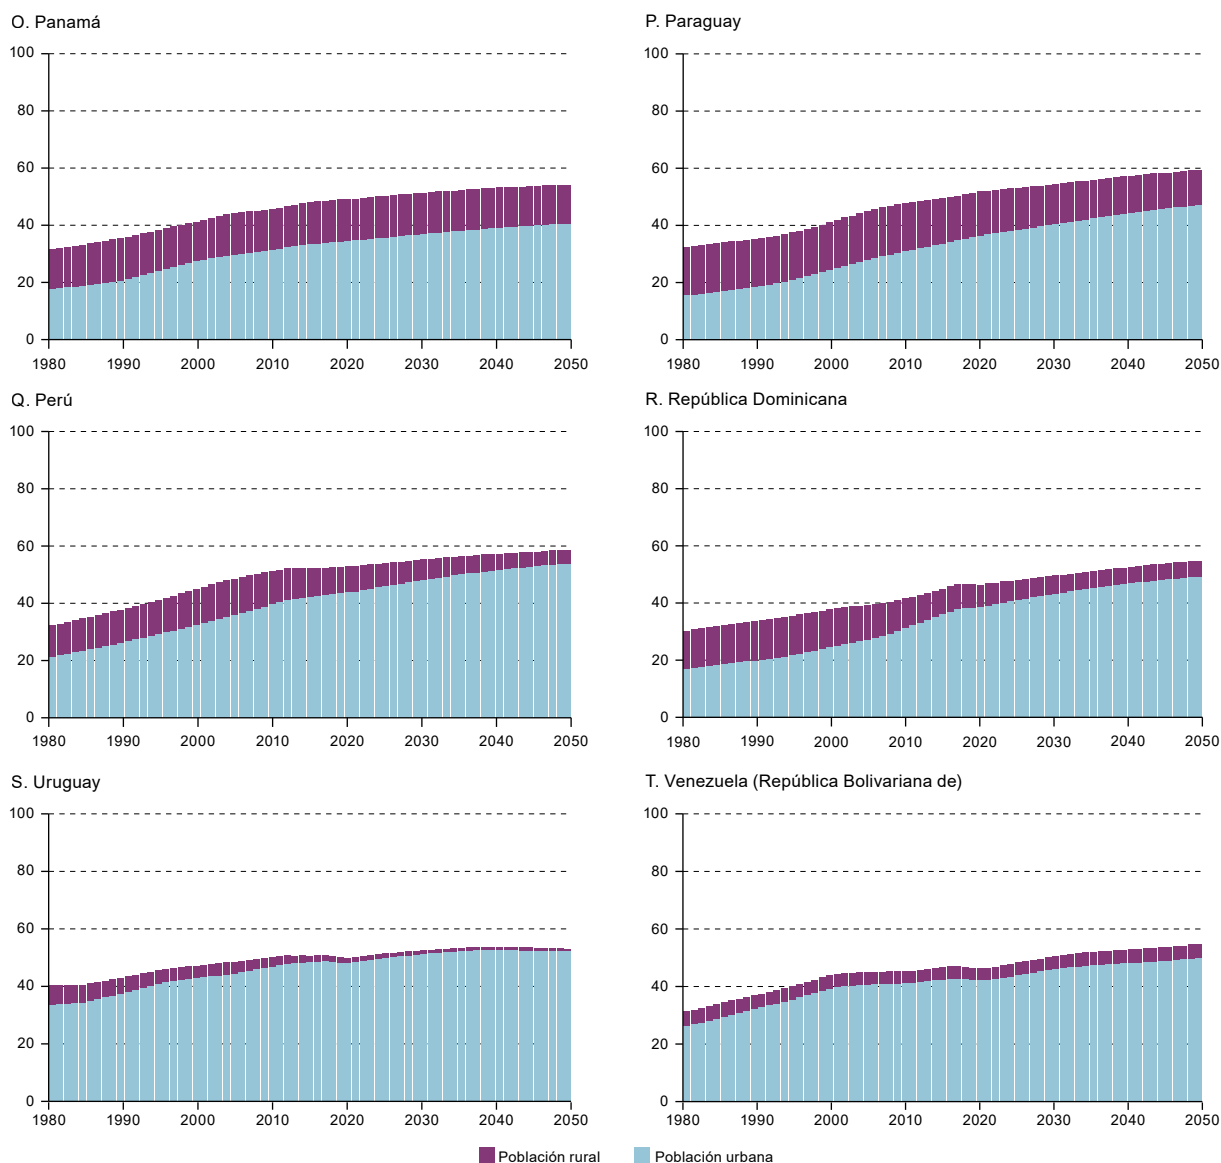 O. Panamá
100
80
60
40
20
0
1980 1990 2000 2010 2020 2030 2040 2050
P. Paraguay
100
80
60
40
20
0
1980 1990 2000 2010 2020 2030 2040 2050
Q. Perú
100
80
60
40
20
0
1980 1990 2000 2010 2020 2030 2040 2050
R. República Dominicana
100
80
60
40
20
0
1980 1990 2000 2010 2020 2030 2040 2050
S. Uruguay
100
80
60
40
20
0
1980 1990 2000 2010 2020 2030 2040 2050
T. Venezuela (República Bolivariana de)
100
80
60
40
20
0
1980 1990 2000 2010 2020 2030 2040 2050
Población rural Población urbana